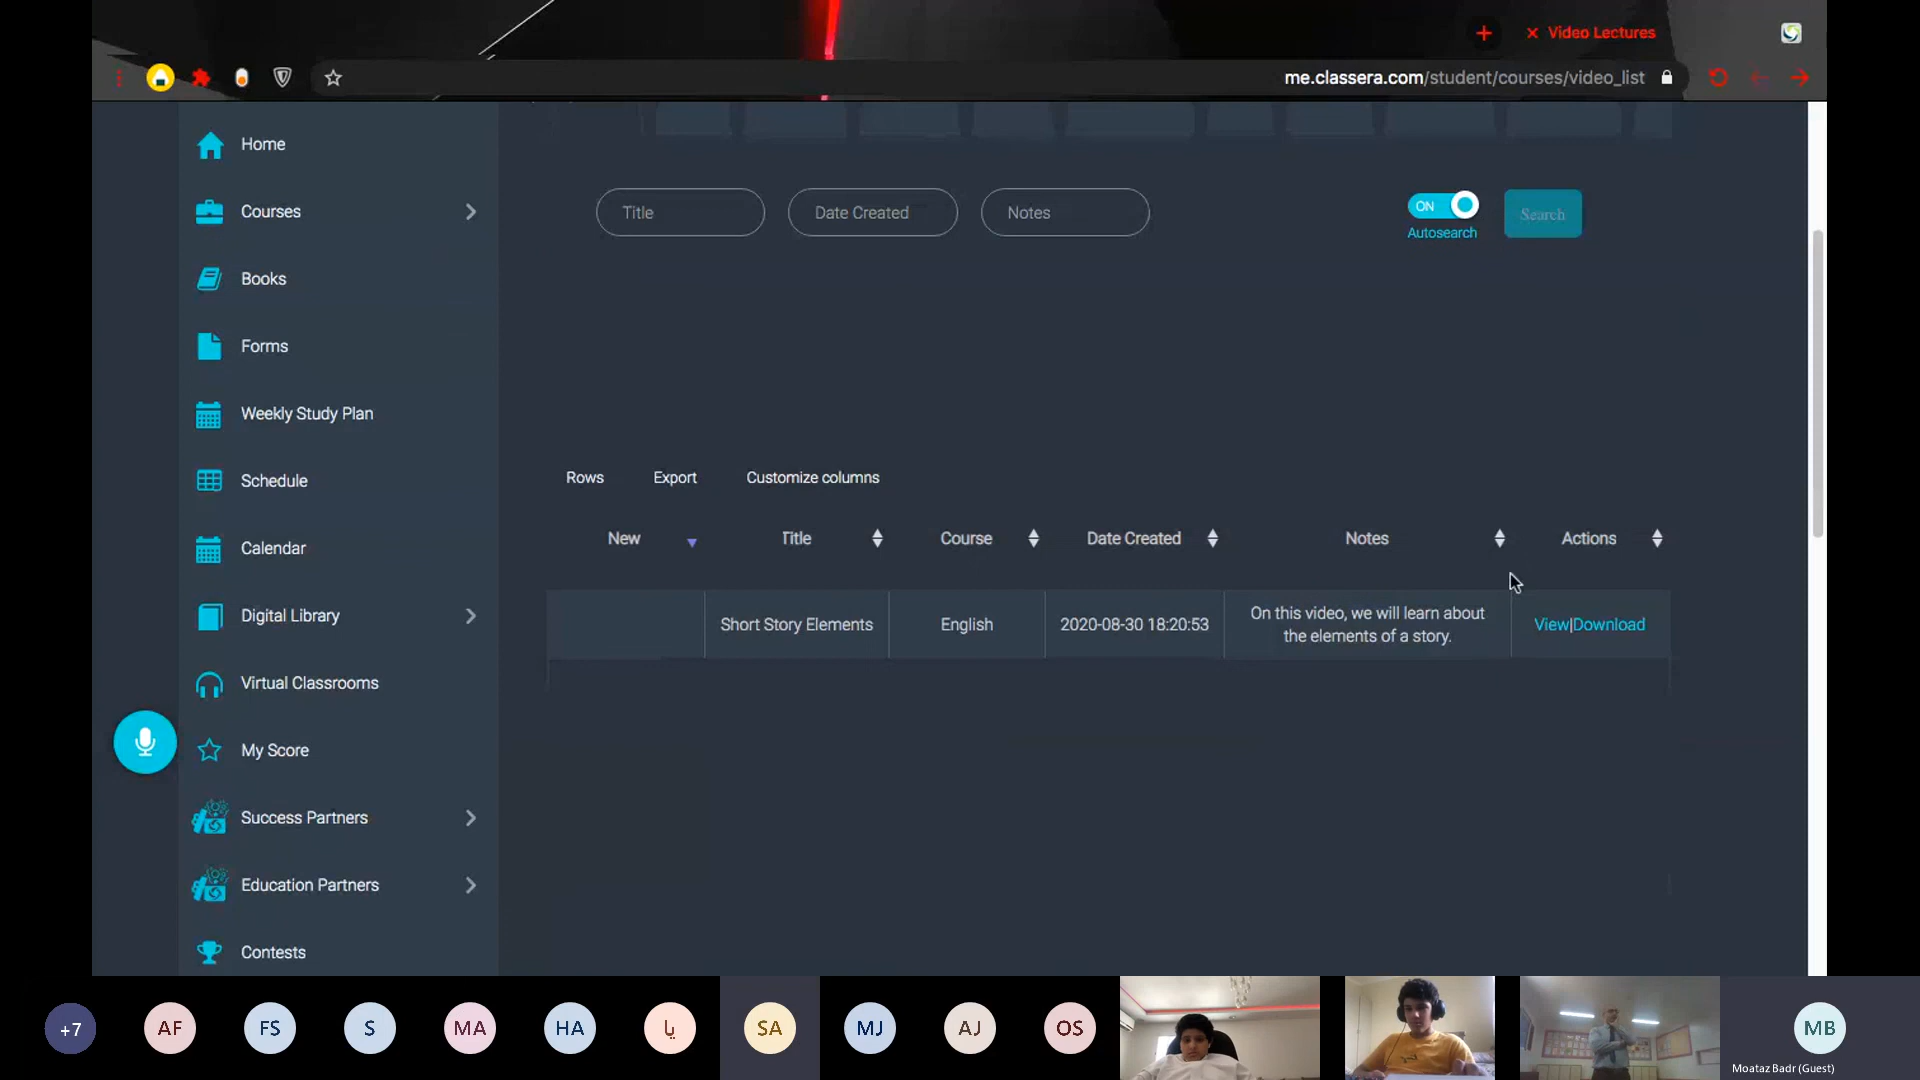 Video Lectures
me.classera.com/student/courses/video_list
Home
Courses
Books
Forms
Weekly Study Plan
Schedule
Calendar
Digital Library
Virtual Classrooms
My Score
Success Partners
Education Partners
Contests
Title
Date Created
Notes
ON
Autosearch
Search
Rows
Export
Customize columns
New
Title
Course
Date Created
Notes
Actions
Short Story Elements
English
2020-08-30 18:20:53
On this video, we will learn about
the elements of a story.
View|Download
+7
AF
FS
S
MA
HA
يا
SA
MJ
AJ
OS
MB
Moataz Badr (Guest)